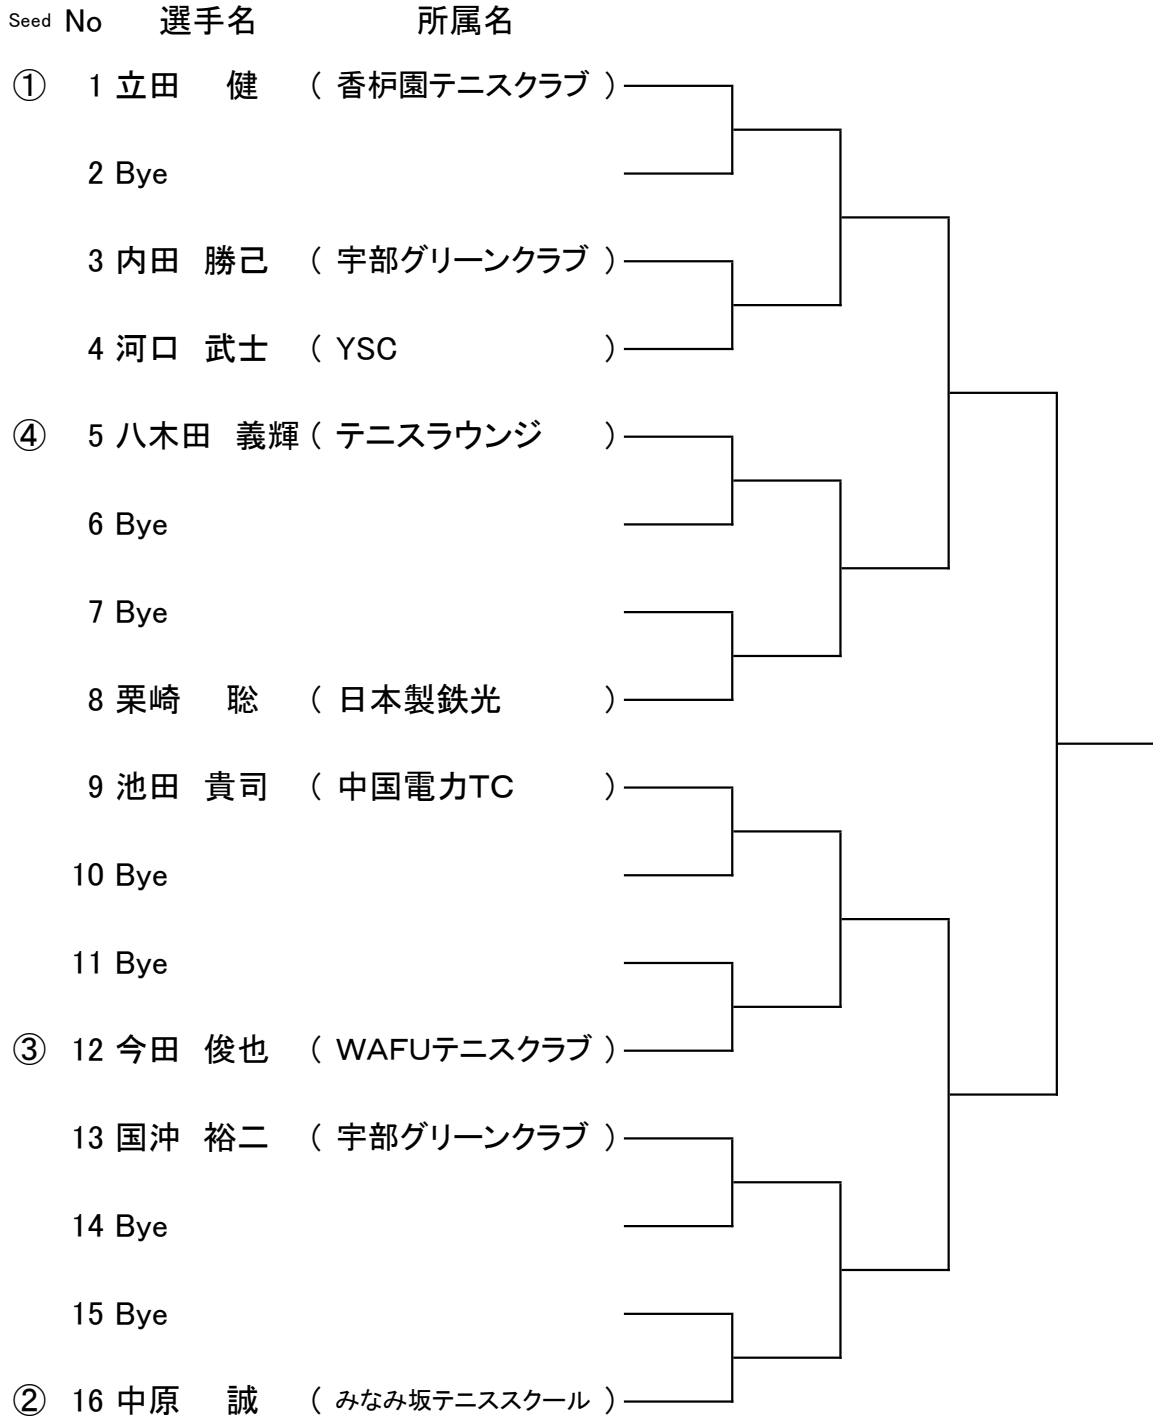 Seed No 選手名 所属名
① 1 立田 健 ( 香枦園テニスクラブ )
2 Bye
3 内田 勝己 ( 宇部グリーンクラブ )
4 河口 武士 ( YSC )
④ 5 八木田 義輝 ( テニスラウンジ )
6 Bye
7 Bye
8 栗崎 聡 ( 日本製鉄光 )
9 池田 貴司 ( 中国電力TC )
10 Bye
11 Bye
③ 12 今田 俊也 ( WAFUテニスクラブ )
13 国沖 裕二 ( 宇部グリーンクラブ )
14 Bye
15 Bye
② 16 中原 誠 ( みなみ坂テニススクール )